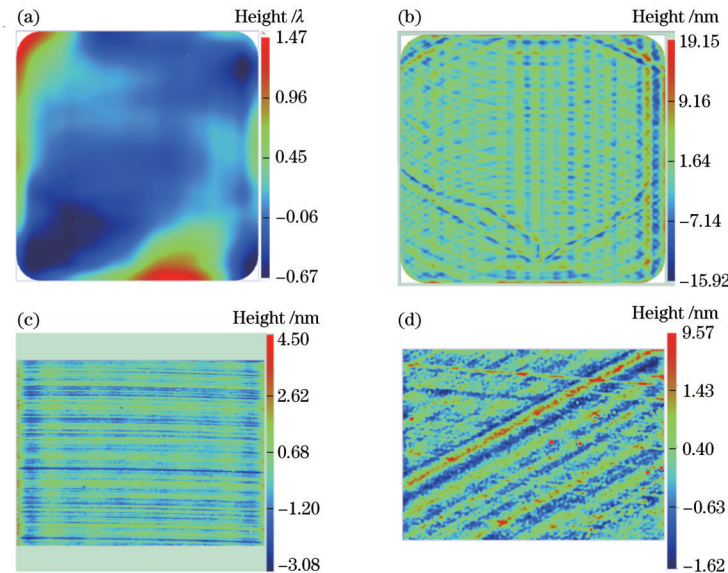 (a)
Height /λ
1.47
0.96
0.45
−0.06
−0.67
(b)
Height /nm
19.15
9.16
1.64
−7.14
−15.92
(c)
Height /nm
4.50
2.62
0.68
−1.20
−3.08
(d)
Height /nm
9.57
1.43
0.40
−0.63
−1.62